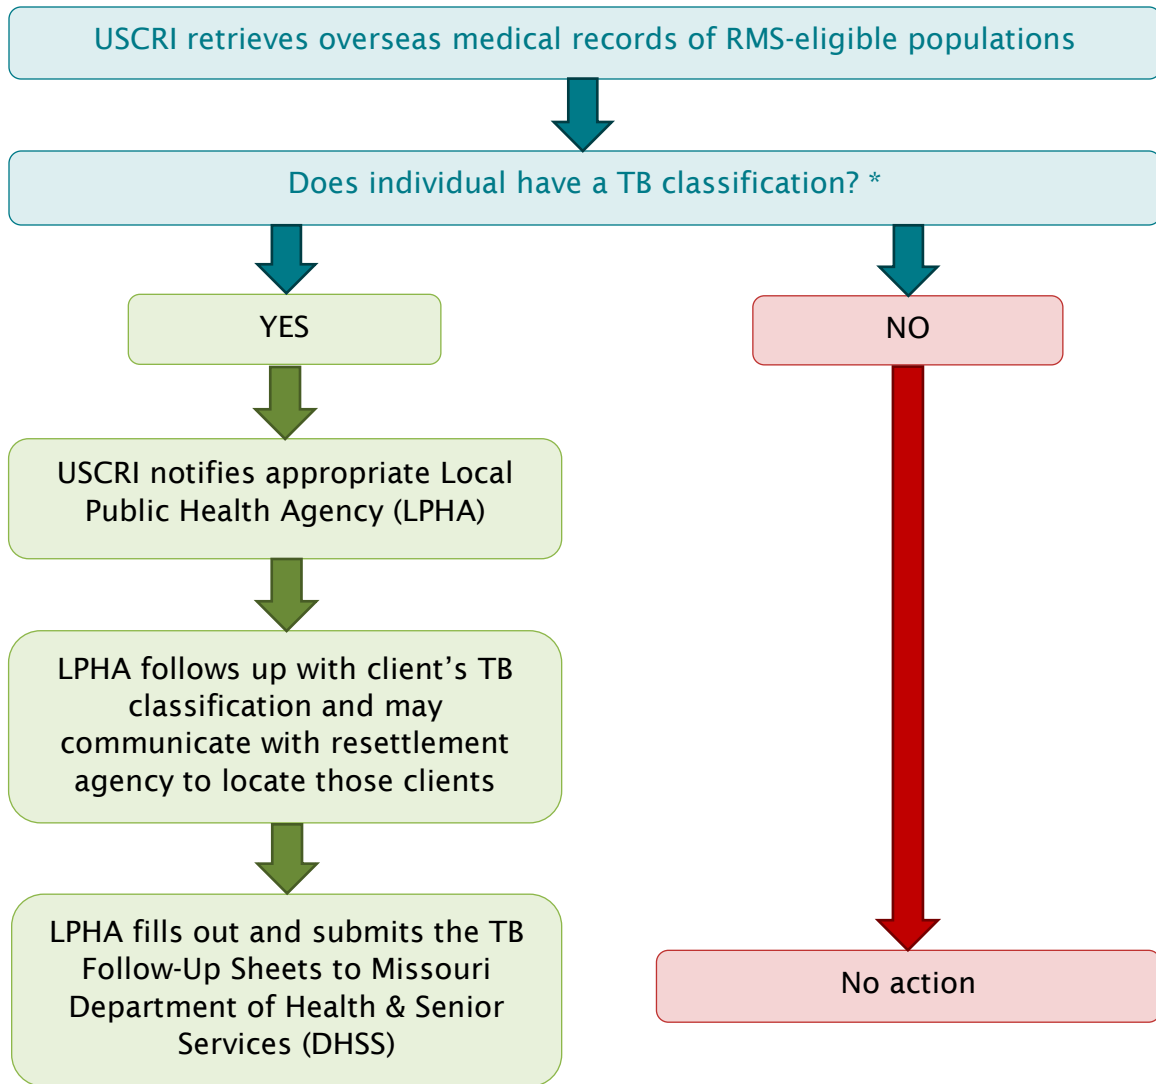 USCRI retrieves overseas medical records of RMS-eligible populations
Does individual have a TB classification? *
YES
NO
USCRI notifies appropriate Local
Public Health Agency (LPHA)
LPHA follows up with client’s TB
classification and may
communicate with resettlement
agency to locate those clients
LPHA fills out and submits the TB
Follow-Up Sheets to Missouri
Department of Health & Senior
Services (DHSS)
No action